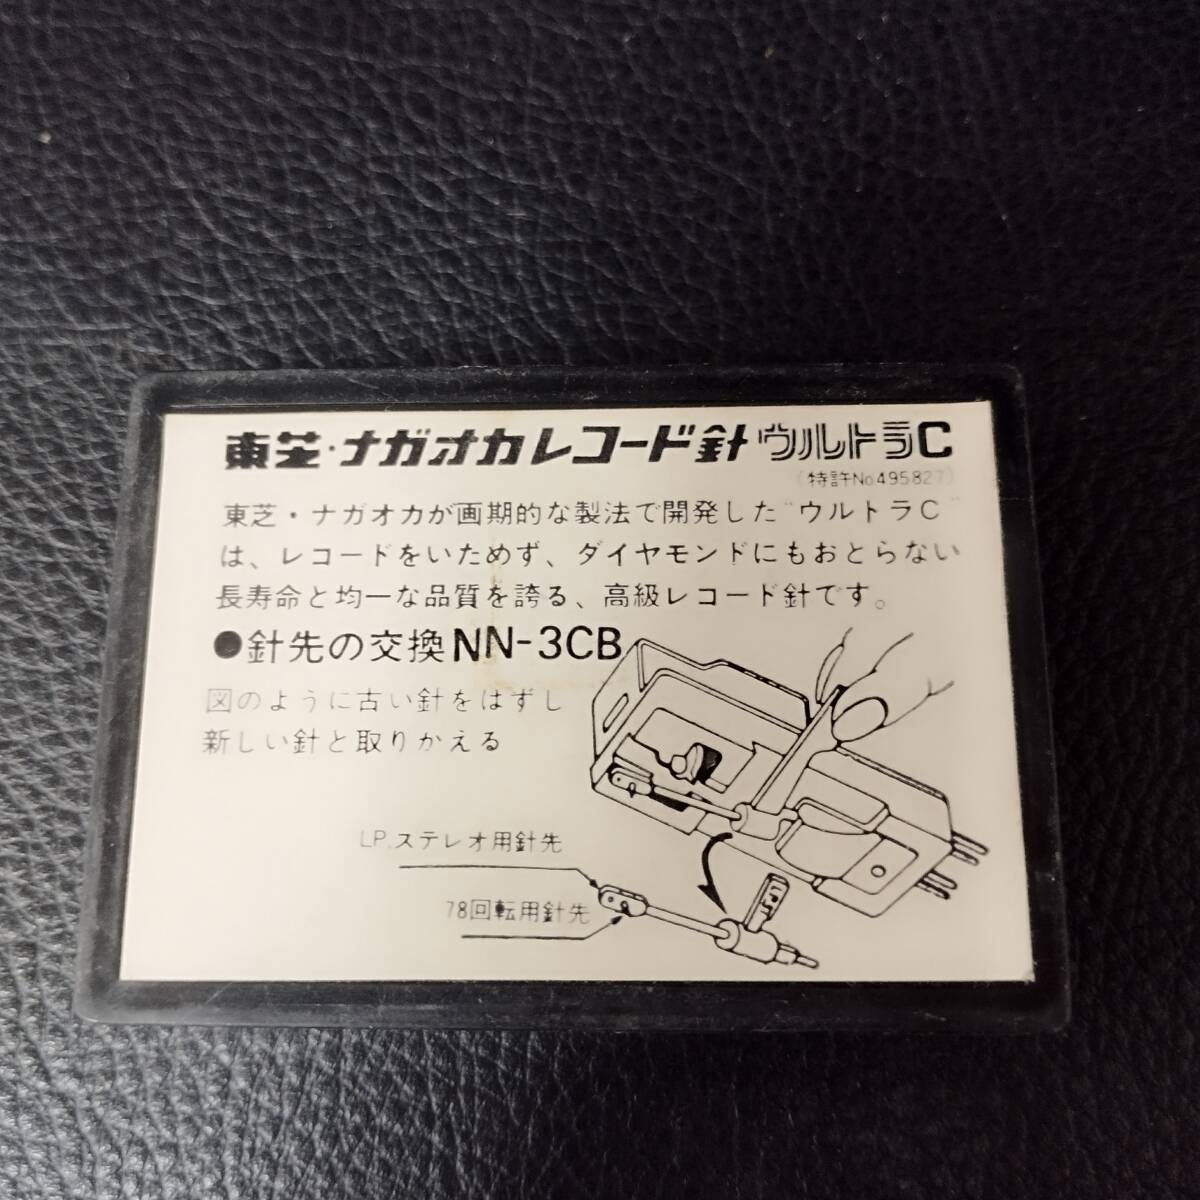 東芝・ナガオカレコード針 ウルトラC
(特許No495827)
東芝・ナガオカが画期的な製法で開発した"ウルトラC"
は、レコードをいためず、ダイヤモンドにもおとらない
長寿命と均一な品質を誇る、高級レコード針です。
●針先の交換NN-3CB
図のように古い針をはずし
新しい針と取りかえる
LP.ステレオ用針先
78回転用針先